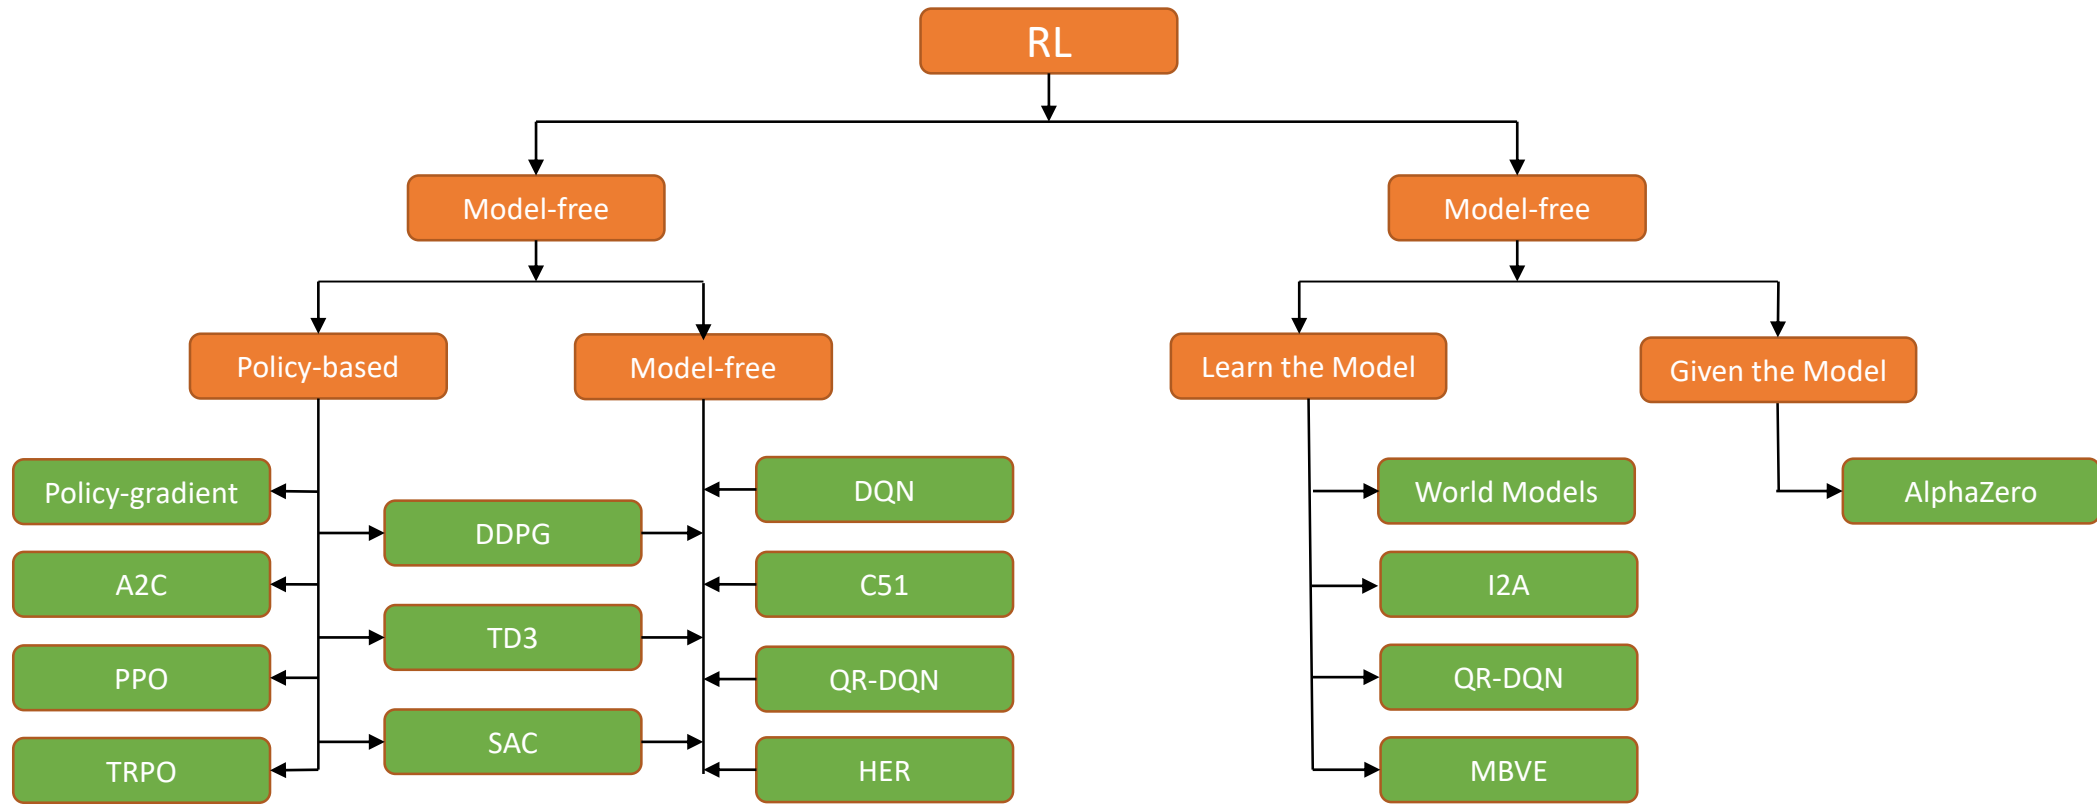 RL
Model-free
Model-free
Policy-based
Model-free
Learn the Model
Given the Model
Policy-gradient
DDPG
DQN
World Models
AlphaZero
A2C
TD3
C51
I2A
PPO
SAC
QR-DQN
QR-DQN
TRPO
HER
MBVE